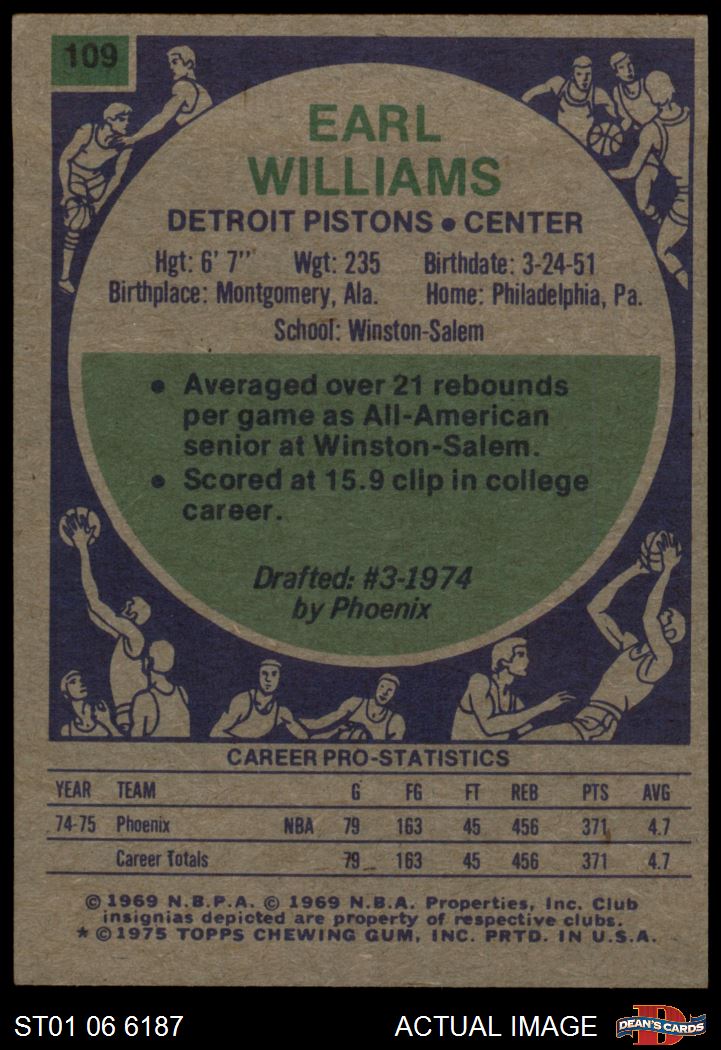 109
EARL
WILLIAMS
DETROIT PISTONS • CENTER
Hgt: 6' 7" Wgt: 235 Birthdate: 3-24-51
Birthplace: Montgomery, Ala. Home: Philadelphia, Pa.
School: Winston-Salem
• Averaged over 21 rebounds
per game as All-American
senior at Winston-Salem.
• Scored at 15.9 clip in college
career.
Drafted: #3-1974
by Phoenix
CAREER PRO-STATISTICS
YEAR TEAM G FG FT REB PTS AVG
74-75 Phoenix NBA 79 163 45 456 371 4.7
Career Totals 79 163 45 456 371 4.7
© 1969 N.B.P.A. © 1969 N.B.A. Properties, Inc. Club
insignias depicted are property of respective clubs.
* © 1975 TOPPS CHEWING GUM, INC. PRTD. IN U.S.A.
ST01 06 6187 ACTUAL IMAGE DEAN'S CARDS